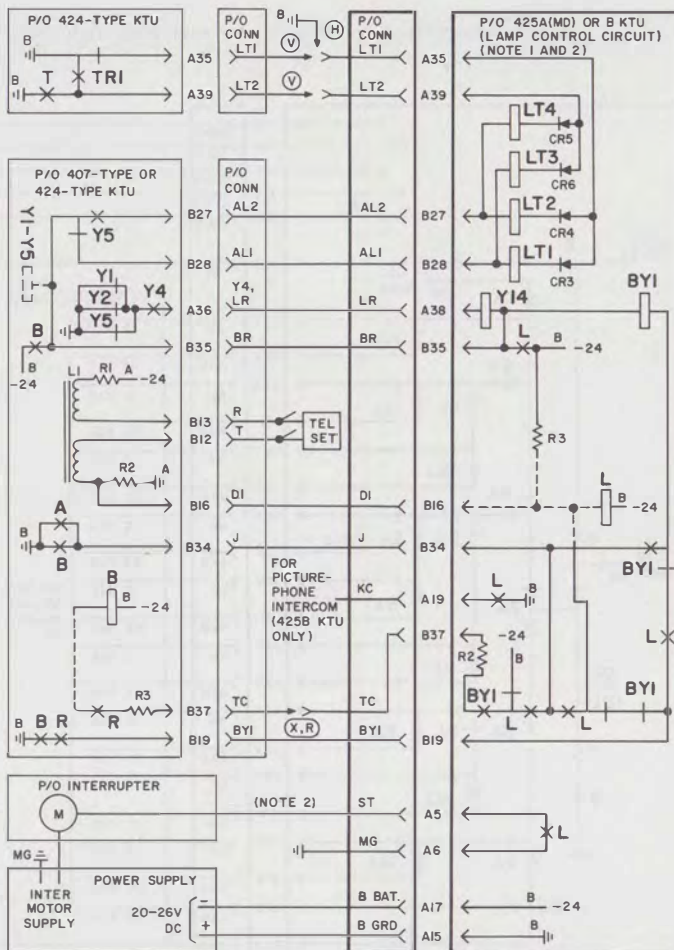 P/O 424-TYPE KTU
B
T
TR1
B
A35
A39
P/O
CONN
LT1
LT2
B
H
V
V
P/O
CONN
LT1
LT2
A35
A39
P/O 425A(MD) OR B KTU
(LAMP CONTROL CIRCUIT)
(NOTE 1 AND 2)
LT4
CR5
LT3
CR6
LT2
CR4
LT1
CR3
P/O 407-TYPE OR
424-TYPE KTU
Y1-Y5
Y5
Y1
Y2
Y5
Y4
B
B
-24
B27
B28
A36
B35
P/O
CONN
AL2
AL1
Y4,
LR
BR
AL2
AL1
LR
BR
B27
B28
A38
B35
Y14
BY1
L
B
-24
L1
R1
A
-24
R2
A
B13
B12
B16
R
T
TEL
SET
D1
D1
B16
R3
L
B
-24
A
B
B
B34
J
J
B34
BY1
FOR
PICTURE-
PHONE
INTERCOM
(425B KTU
ONLY)
KC
A19
L
B
B
B
-24
R
R3
B37
TC
X,R
TC
B37
R2
-24
B
BY1
L
L
BY1
L
B
B
R
B19
BY1
BY1
B19
P/O INTERRUPTER
M
(NOTE 2)
ST
A5
L
MG
A6
MG
INTER
MOTOR
SUPPLY
POWER SUPPLY
20-26V
DC
-
+
B BAT.
B GRD
A17
A15
B
-24
B